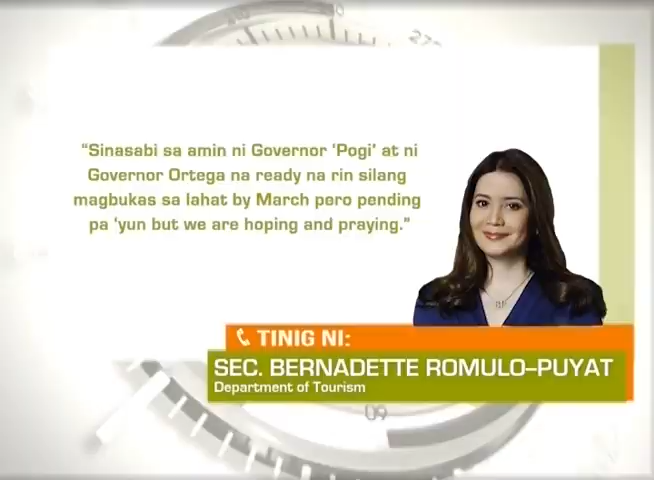 “Sinasabi sa amin ni Governor ‘Pogi’ at ni
Governor Ortega na ready na rin silang
magbukas sa lahat by March pero pending
pa ‘yun but we are hoping and praying.”
TINIG NI:
SEC. BERNADETTE ROMULO-PUYAT
Department of Tourism